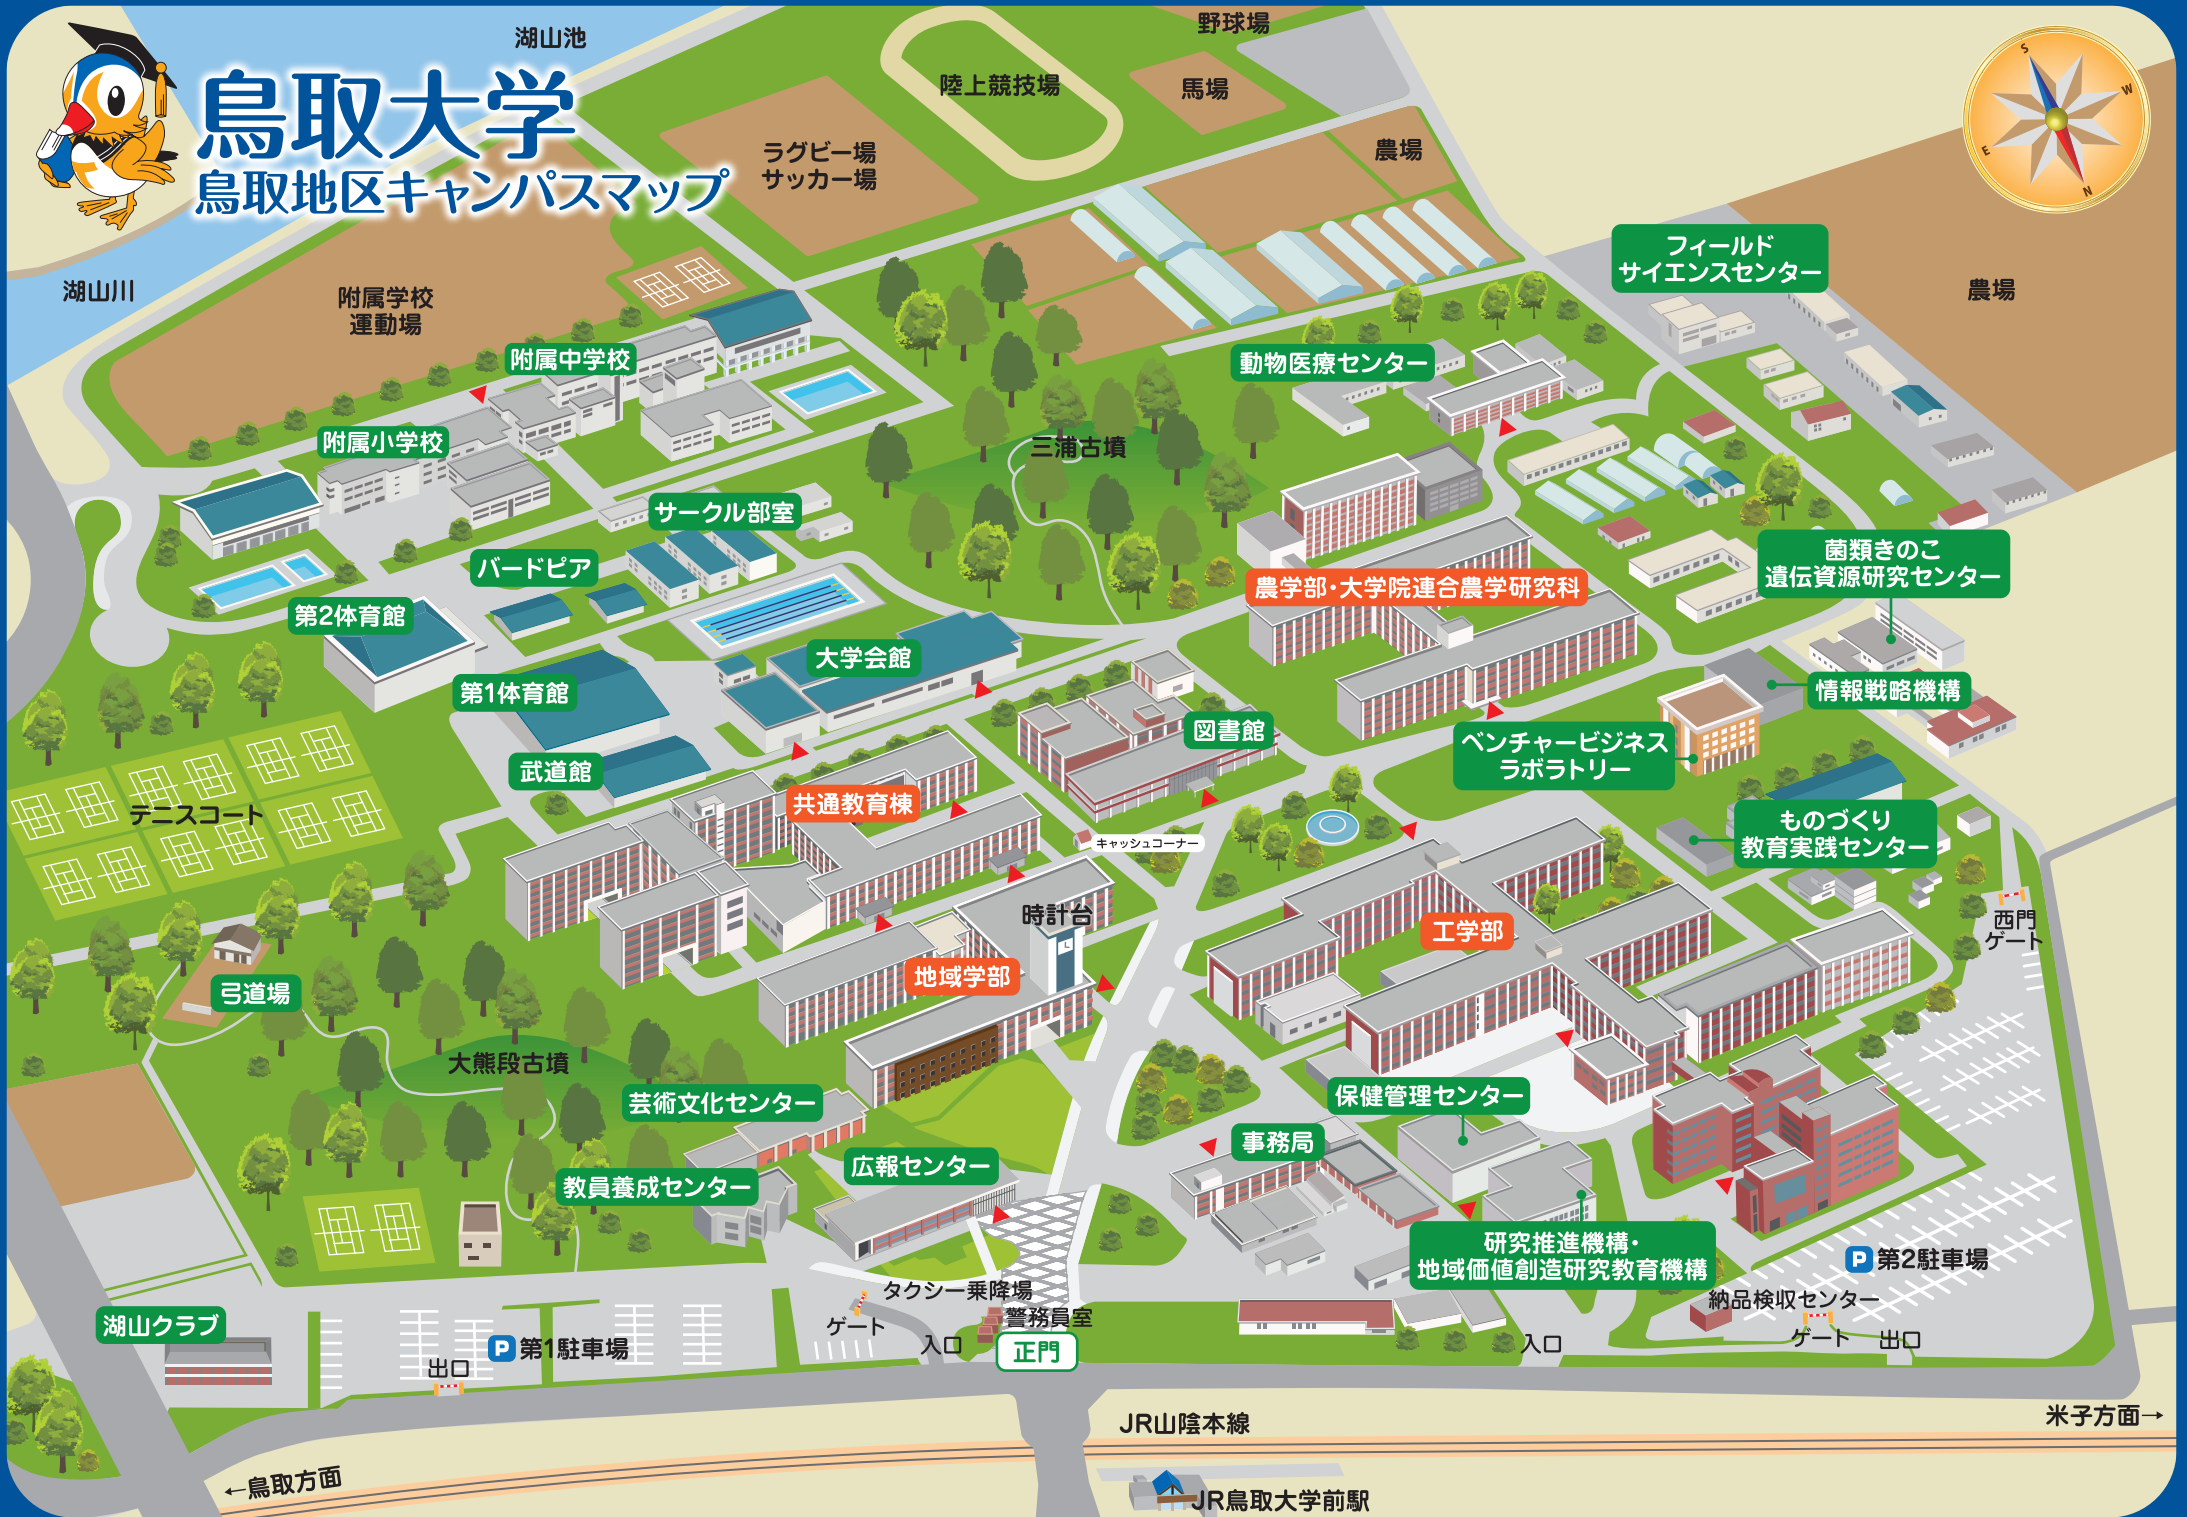 鳥取大学
鳥取地区キャンパスマップ
湖山池
野球場
陸上競技場
馬場
ラグビー場
サッカー場
農場
S
W
E
N
湖山川
附属学校
運動場
フィールド
サイエンスセンター
農場
附属中学校
動物医療センター
附属小学校
三浦古墳
サークル部室
バードピア
菌類きのこ
遺伝資源研究センター
農学部・大学院連合農学研究科
第2体育館
大学会館
第1体育館
情報戦略機構
図書館
ベンチャービジネス
ラボラトリー
武道館
共通教育棟
テニスコート
キャッシュコーナー
ものづくり
教育実践センター
時計台
工学部
西門
ゲート
地域学部
弓道場
大熊段古墳
芸術文化センター
保健管理センター
事務局
広報センター
教員養成センター
研究推進機構・
地域価値創造研究教育機構
P 第2駐車場
タクシー乗降場
警務員室
納品検収センター
湖山クラブ
ゲート
入口
正門
入口
ゲート
出口
P 第1駐車場
出口
JR山陰本線
米子方面→
←鳥取方面
JR鳥取大学前駅